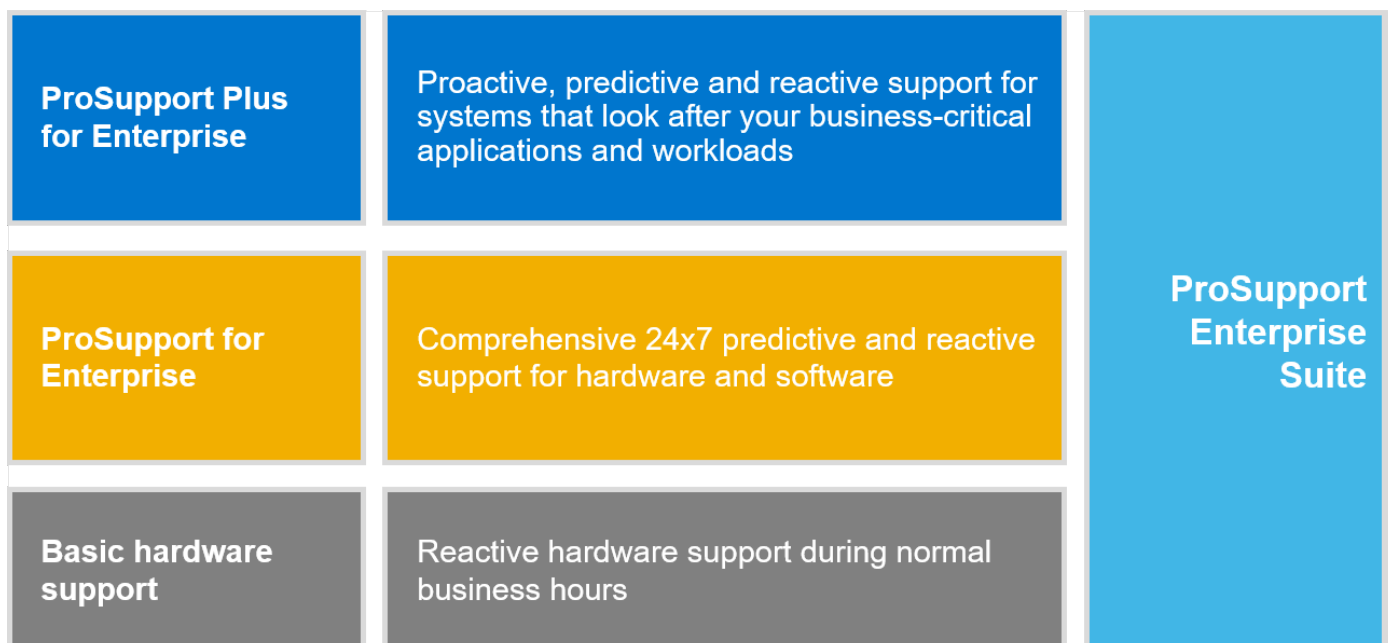 ProSupport Plus
for Enterprise
Proactive, predictive and reactive support for
systems that look after your business-critical
applications and workloads
ProSupport for
Enterprise
Comprehensive 24x7 predictive and reactive
support for hardware and software
Basic hardware
support
Reactive hardware support during normal
business hours
ProSupport
Enterprise
Suite